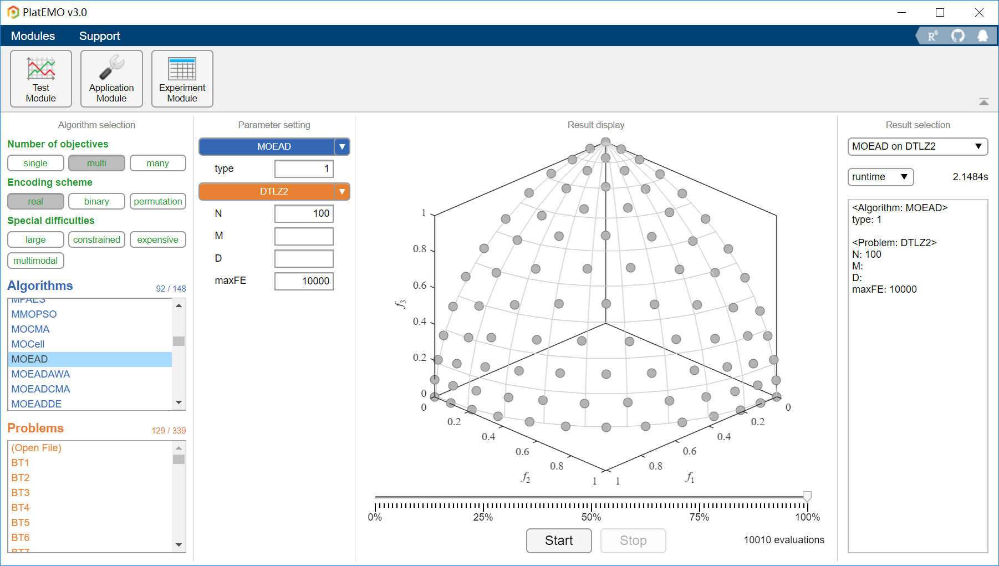 PlatEMO v3.0
Modules
Support
R^G
Test
Module
Application
Module
Experiment
Module
Algorithm selection
Number of objectives
single
multi
many
Encoding scheme
real
binary
permutation
Special difficulties
large
constrained
expensive
multimodal
Algorithms
92 / 148
MPAES
MMOPSO
MOCMA
MOCell
MOEAD
MOEADAWA
MOEADCMA
MOEADDE
Problems
129 / 339
(Open File)
BT1
BT2
BT3
BT4
BT5
BT6
BT7
Parameter setting
MOEAD
type
1
DTLZ2
N
100
M
D
maxFE
10000
Result display
1
0.8
0.6
0.4
0.2
0
f3
0
0.2
0.4
0.6
0.8
1
f2
0
0.2
0.4
0.6
0.8
1
f1
0%
25%
50%
75%
100%
Start
Stop
10010 evaluations
Result selection
MOEAD on DTLZ2
runtime
2.1484s
<Algorithm: MOEAD>
type: 1
<Problem: DTLZ2>
N: 100
M:
D:
maxFE: 10000